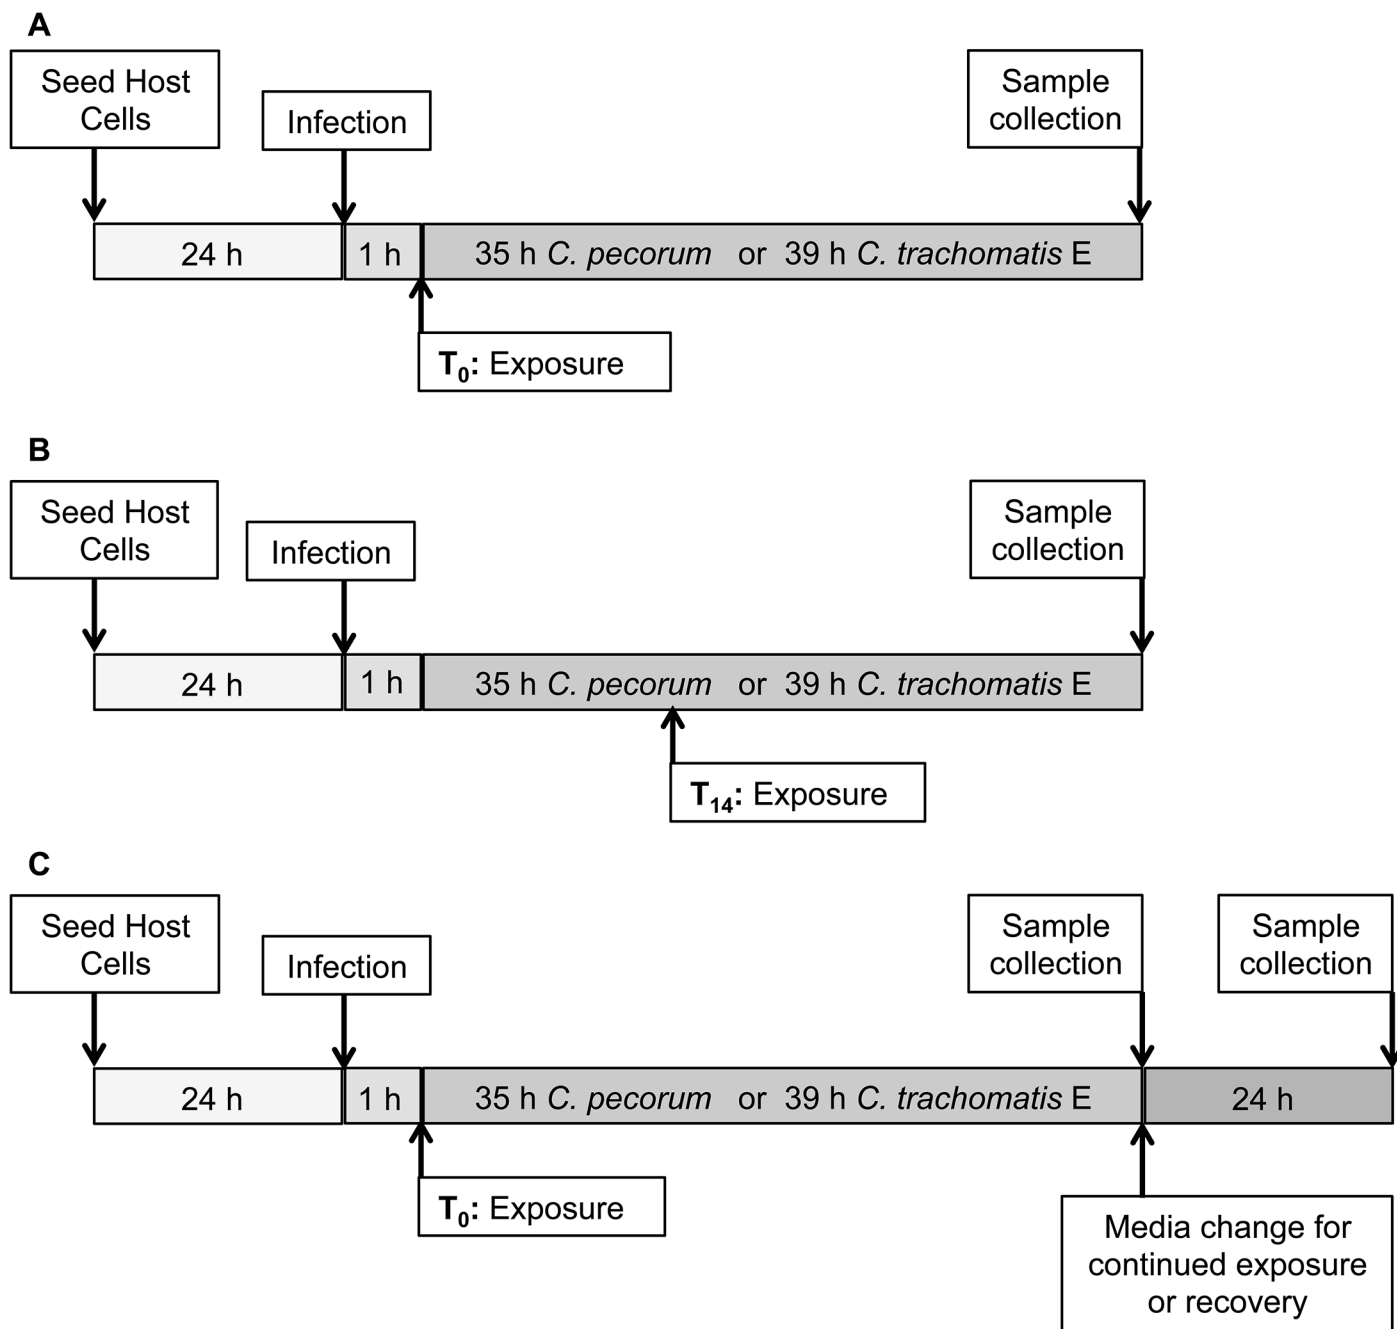 A
Seed Host
Cells
Infection
Sample
collection
24 h
1 h
35 h C. pecorum or 39 h C. trachomatis E
T0: Exposure
B
Seed Host
Cells
Infection
Sample
collection
24 h
1 h
35 h C. pecorum or 39 h C. trachomatis E
T14: Exposure
C
Seed Host
Cells
Infection
Sample
collection
Sample
collection
24 h
1 h
35 h C. pecorum or 39 h C. trachomatis E
24 h
T0: Exposure
Media change for
continued exposure
or recovery